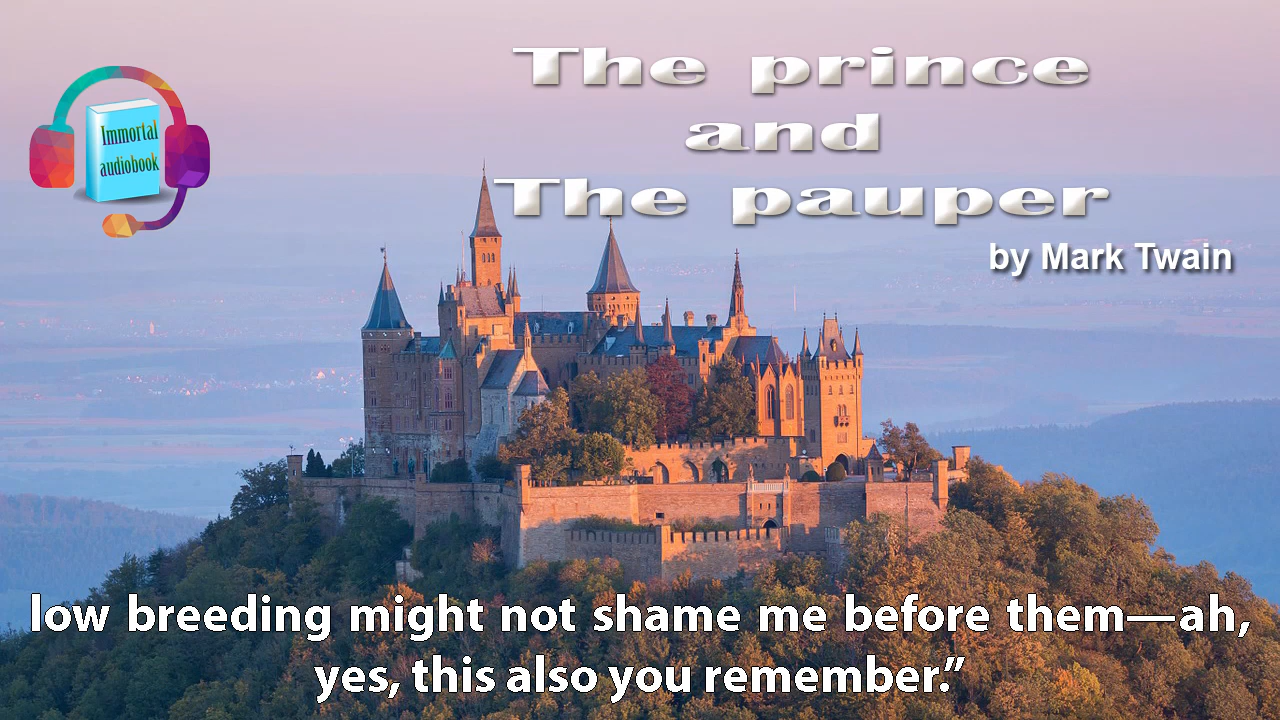 Immortal
audiobook
The prince
and
The pauper
by Mark Twain
low breeding might not shame me before them—ah,
yes, this also you remember.”